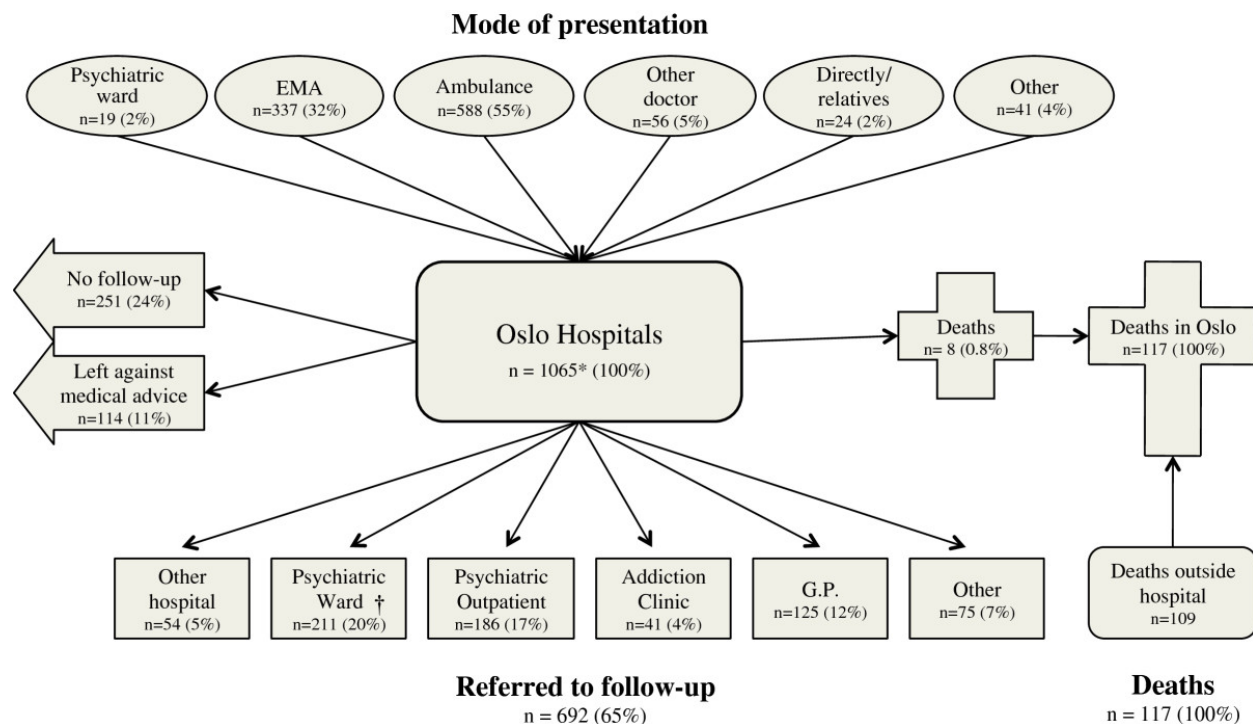 Mode of presentation
Psychiatric
ward
n=19 (2%)
EMA
n=337 (32%)
Ambulance
n=588 (55%)
Other
doctor
n=56 (5%)
Directly/
relatives
n=24 (2%)
Other
n=41 (4%)
No follow-up
n=251 (24%)
Left against
medical advice
n=114 (11%)
Oslo Hospitals
n = 1065* (100%)
Deaths
n= 8 (0.8%)
Deaths in Oslo
n=117 (100%)
Other
hospital
n=54 (5%)
Psychiatric
Ward †
n=211 (20%)
Psychiatric
Outpatient
n=186 (17%)
Addiction
Clinic
n=41 (4%)
G.P.
n=125 (12%)
Other
n=75 (7%)
Deaths outside
hospital
n=109
Referred to follow-up
n = 692 (65%)
Deaths
n = 117 (100%)